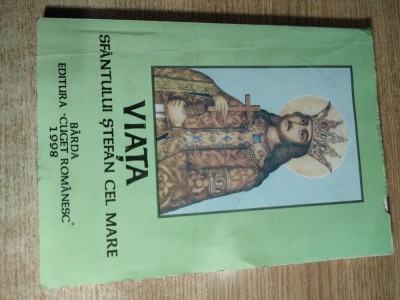 VIAȚA
SFÂNTULUI ȘTEFAN CEL MARE
BÂRDA
EDITURA "CUGET ROMÂNESC"
1998